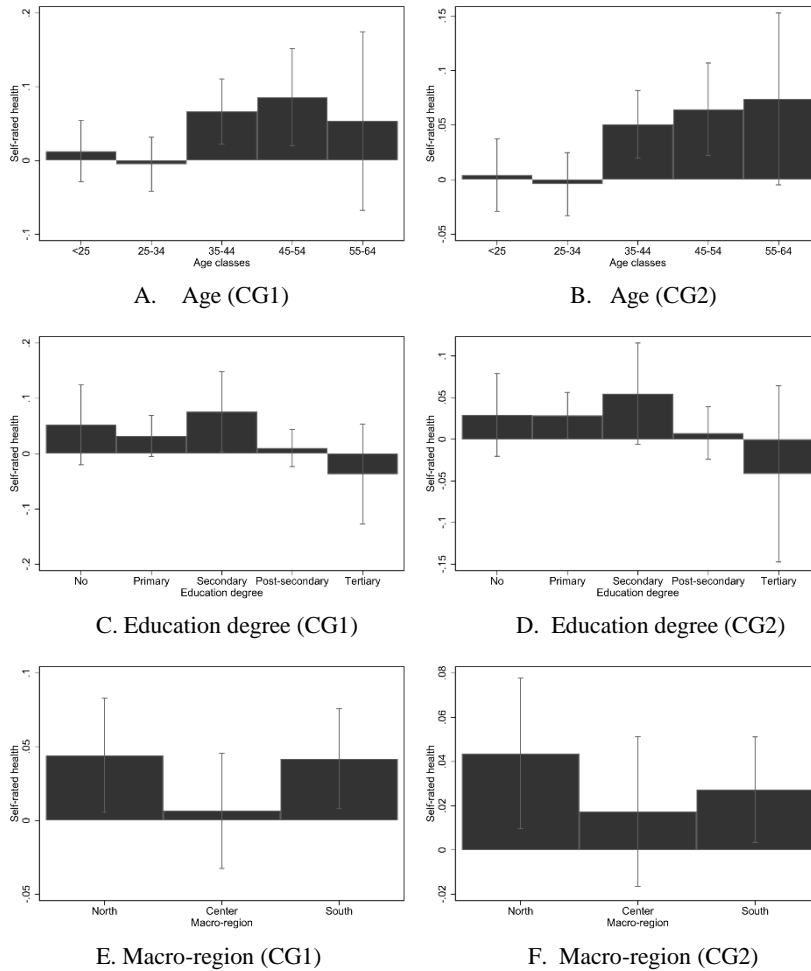 .2
.1
0
-.1
Self-rated health
<25 25-34 35-44 45-54 55-64
Age classes
A. Age (CG1)
.15
.1
.05
0
-.05
Self-rated health
<25 25-34 35-44 45-54 55-64
Age classes
B. Age (CG2)
.2
.1
0
-.1
-.2
Self-rated health
No Primary Secondary Post-secondary Tertiary
Education degree
C. Education degree (CG1)
.1
.05
0
-.05
-.1
-.15
Self-rated health
No Primary Secondary Post-secondary Tertiary
Education degree
D. Education degree (CG2)
.1
.05
0
-.05
Self-rated health
North Center South
Macro-region
E. Macro-region (CG1)
.08
.06
.04
.02
0
-.02
Self-rated health
North Center South
Macro-region
F. Macro-region (CG2)